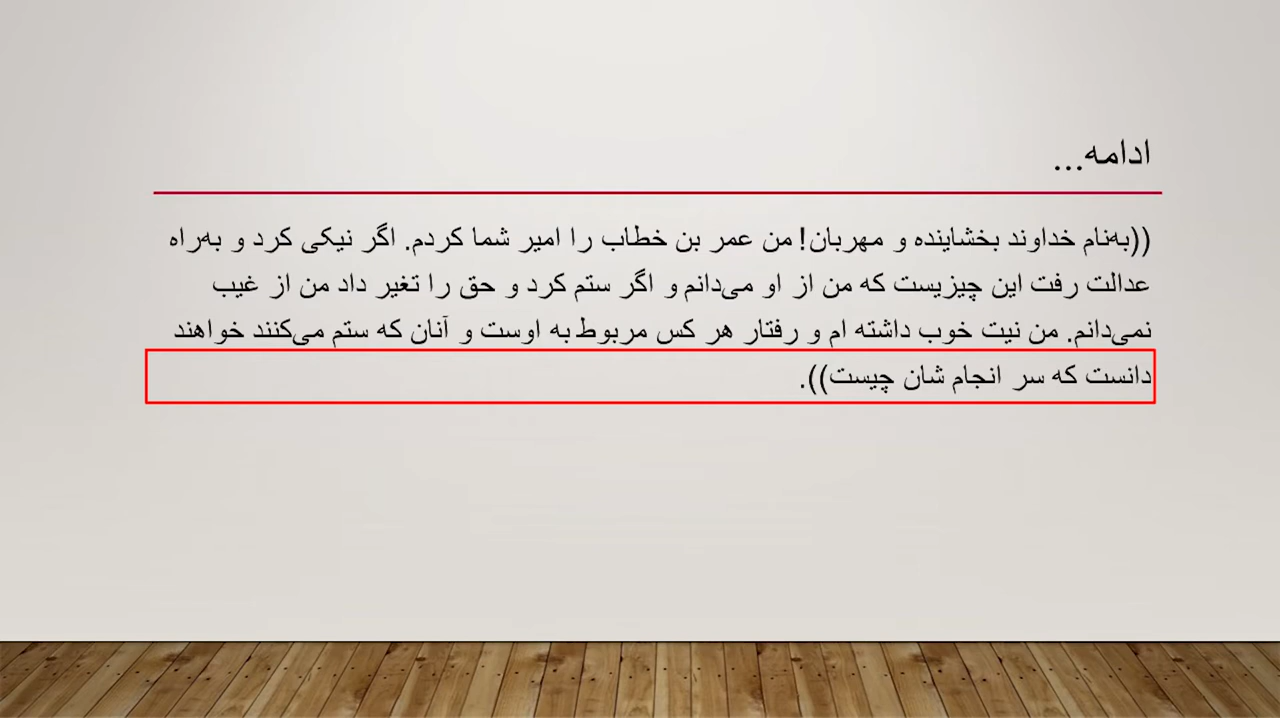 ادامه...
((به‌نام خداوند بخشاینده و مهربان! من عمر بن خطاب را امیر شما کردم. اگر نیکی کرد و به‌راه
عدالت رفت این چیزیست که من از او می‌دانم و اگر ستم کرد و حق را تغیر داد من از غیب
نمی‌دانم. من نیت خوب داشته ام و رفتار هر کس مربوط به اوست و آنان که ستم می‌کنند خواهند
دانست که سر انجام شان چیست)).